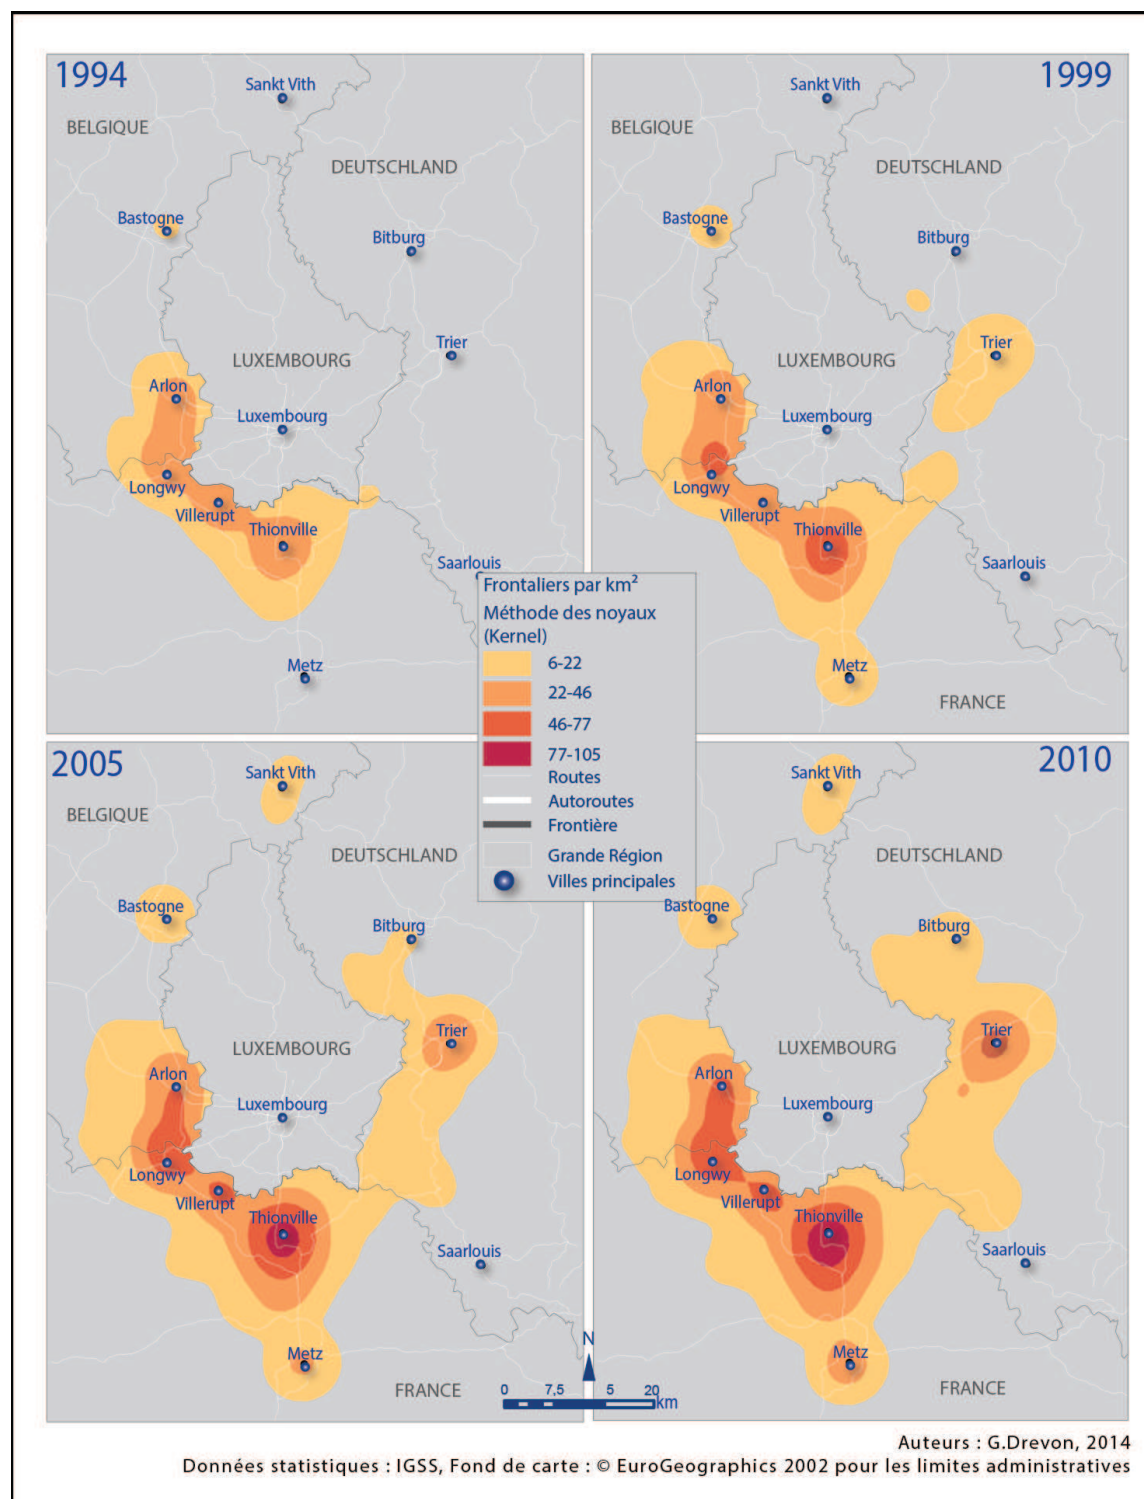 1994
Sankt Vith
BELGIQUE
DEUTSCHLAND
Bastogne
Bitburg
Trier
LUXEMBOURG
Arlon
Luxembourg
Longwy
Villerupt
Thionville
Saarlouis
Metz
1999
Sankt Vith
BELGIQUE
DEUTSCHLAND
Bastogne
Bitburg
Trier
LUXEMBOURG
Arlon
Luxembourg
Longwy
Villerupt
Thionville
Saarlouis
Metz
FRANCE
Frontaliers par km²
Méthode des noyaux
(Kernel)
6-22
22-46
46-77
77-105
Routes
Autoroutes
Frontière
Grande Région
Villes principales
2005
Sankt Vith
BELGIQUE
DEUTSCHLAND
Bastogne
Bitburg
Trier
LUXEMBOURG
Arlon
Luxembourg
Longwy
Villerupt
Thionville
Saarlouis
Metz
FRANCE
2010
Sankt Vith
DEUTSCHLAND
Bastogne
Bitburg
Trier
LUXEMBOURG
Arlon
Luxembourg
Longwy
Villerupt
Thionville
Saarlouis
Metz
FRANCE
N
0 7,5 5 20
km
Auteurs : G.Drevon, 2014
Données statistiques : IGSS, Fond de carte : © EuroGeographics 2002 pour les limites administratives